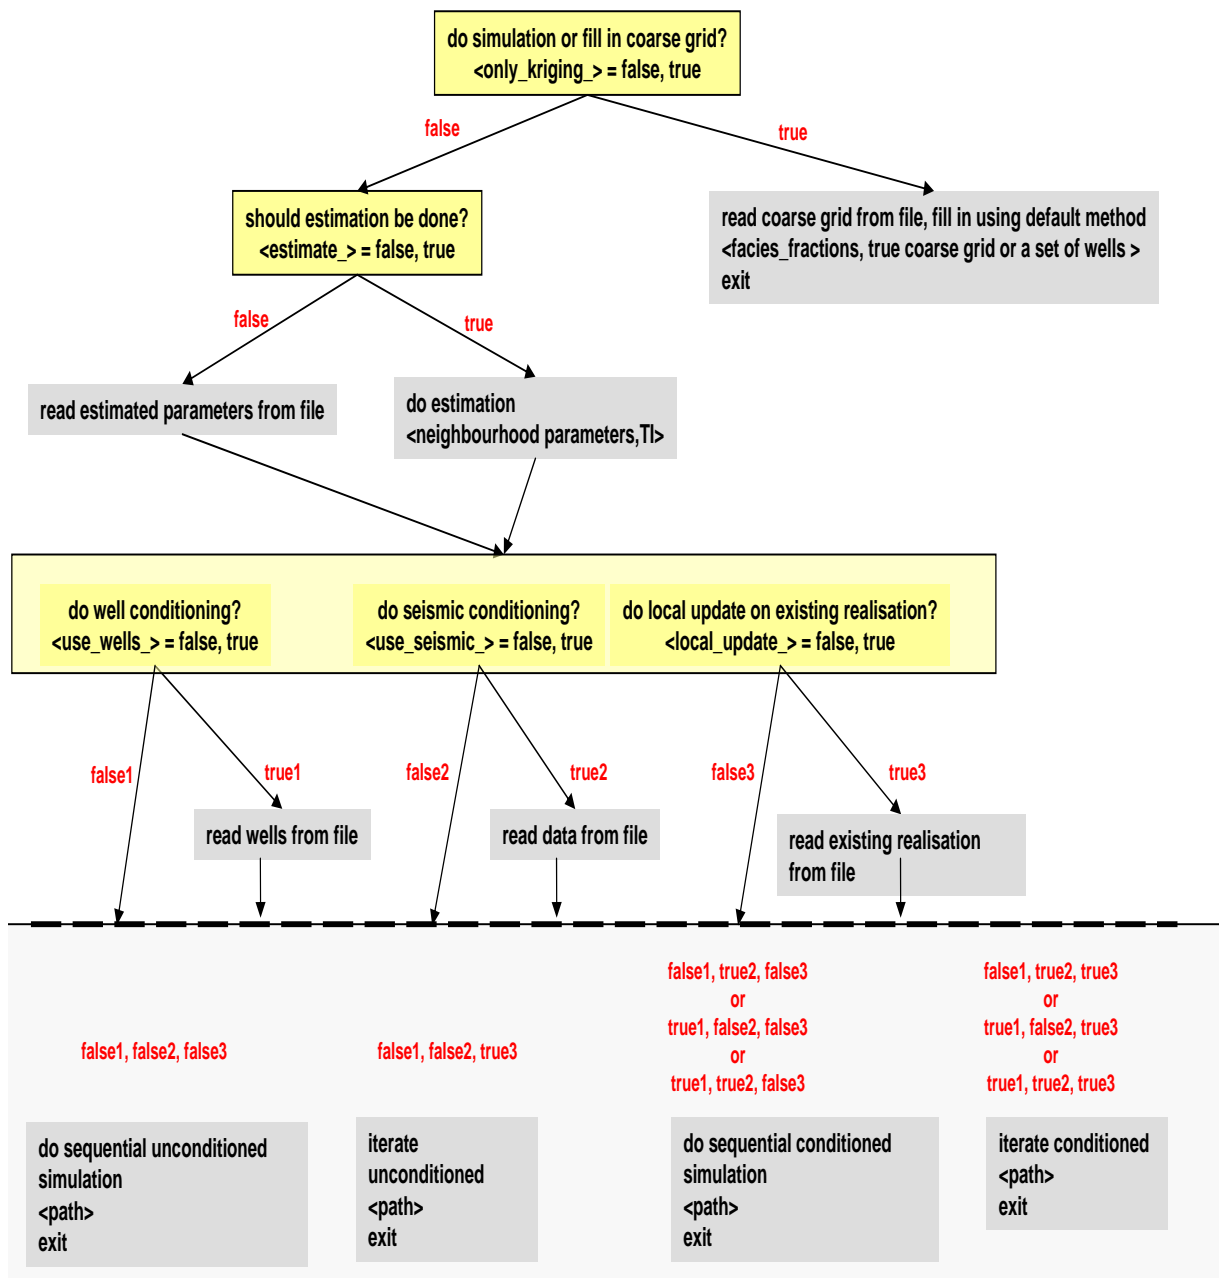 do simulation or fill in coarse grid?
<only_kriging_> = false, true
false
true
should estimation be done?
<estimate_> = false, true
read coarse grid from file, fill in using default method
<facies_fractions, true coarse grid or a set of wells >
exit
false
true
read estimated parameters from file
do estimation
<neighbourhood parameters,TI>
do well conditioning?
<use_wells_> = false, true
do seismic conditioning?
<use_seismic_> = false, true
do local update on existing realisation?
<local_update_> = false, true
false1
true1
false2
true2
false3
true3
read wells from file
read data from file
read existing realisation
from file
false1, false2, false3
false1, false2, true3
false1, true2, false3
or
true1, false2, false3
or
true1, true2, false3
false1, true2, true3
or
true1, false2, true3
or
true1, true2, true3
do sequential unconditioned
simulation
<path>
exit
iterate
unconditioned
<path>
exit
do sequential conditioned
simulation
<path>
exit
iterate conditioned
<path>
exit